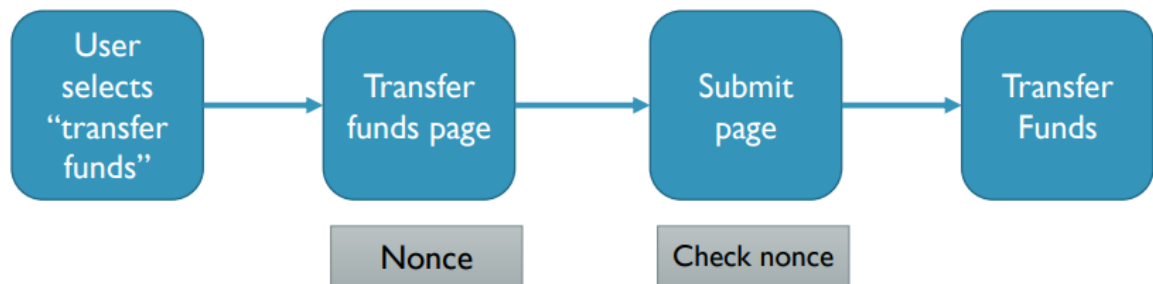 User
selects
“transfer
funds”
Transfer
funds page
Submit
page
Transfer
Funds
Nonce
Check nonce